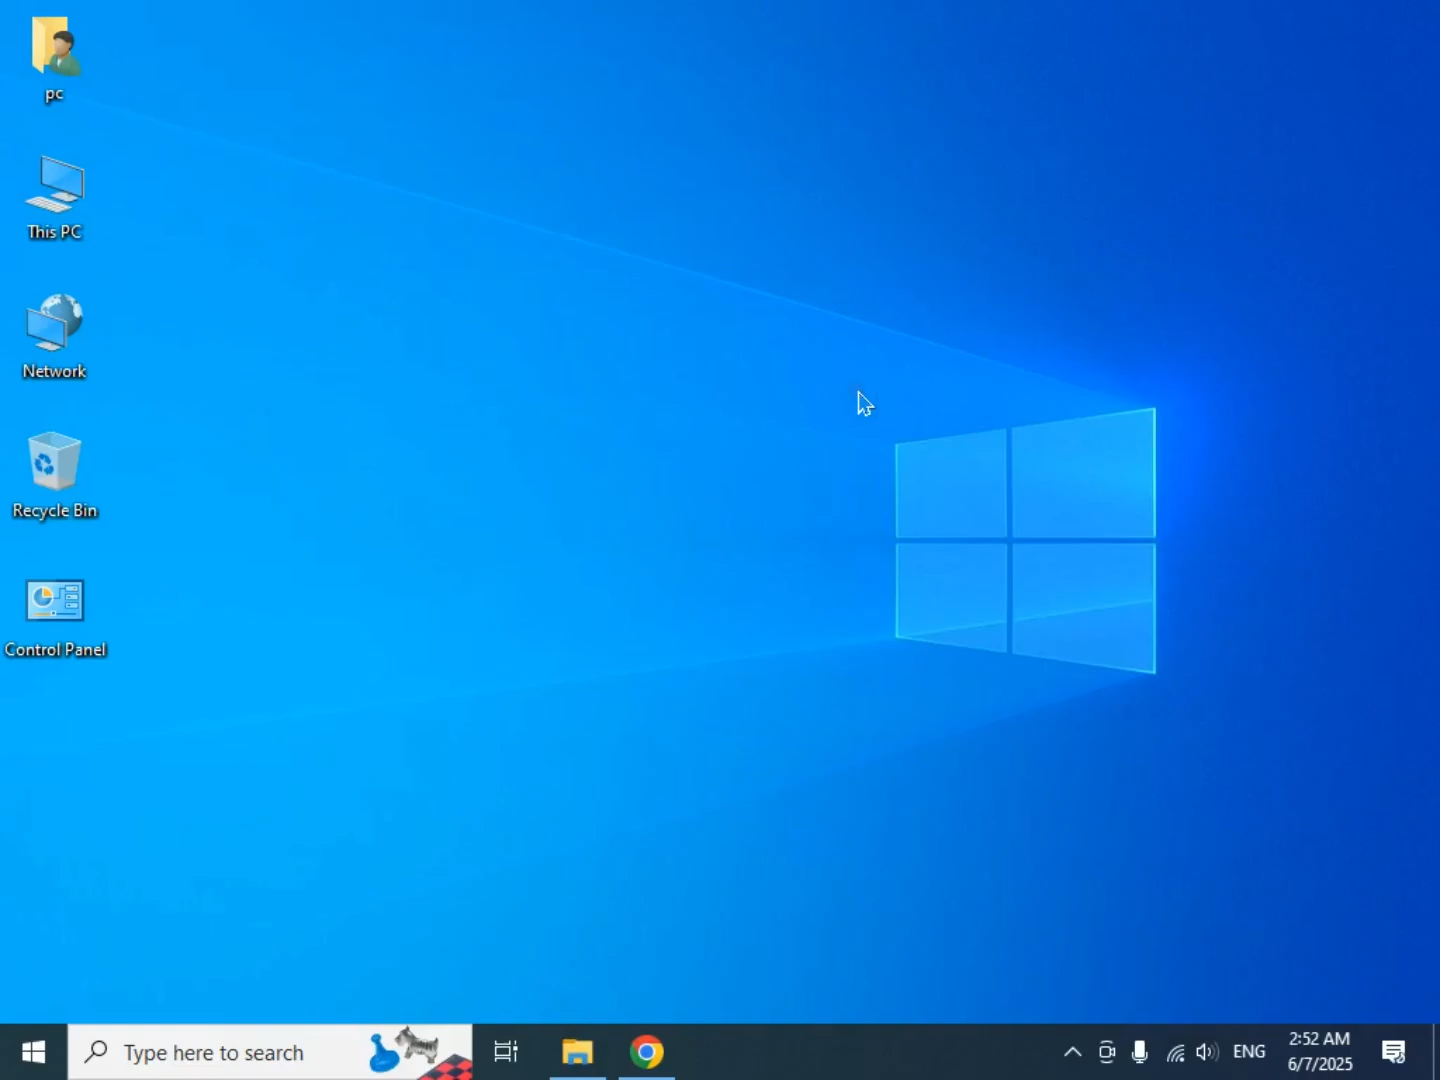 pc
This PC
Network
Recycle Bin
Control Panel
Type here to search
ENG
2:52 AM
6/7/2025